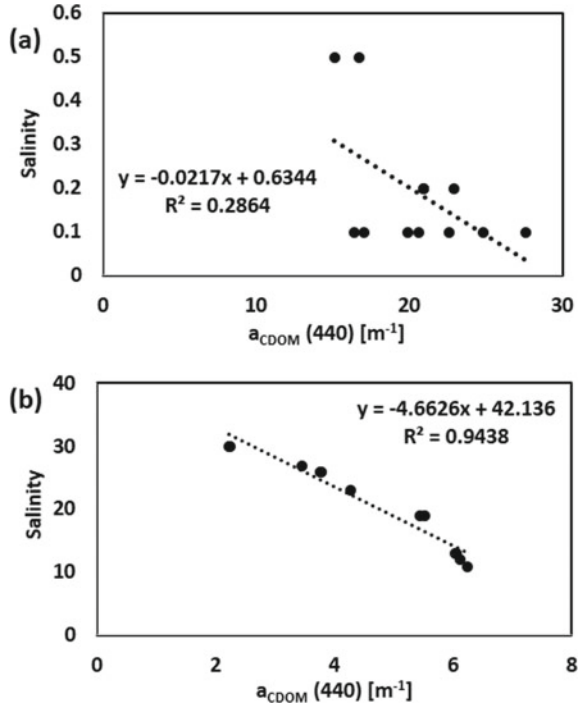 (a)
0.6
0.5
0.4
0.3
0.2
0.1
0
Salinity
y = -0.0217x + 0.6344
R² = 0.2864
0 10 20 30
a_CDOM (440) [m⁻¹]
(b)
40
30
20
10
0
Salinity
y = -4.6626x + 42.136
R² = 0.9438
0 2 4 6 8
a_CDOM (440) [m⁻¹]